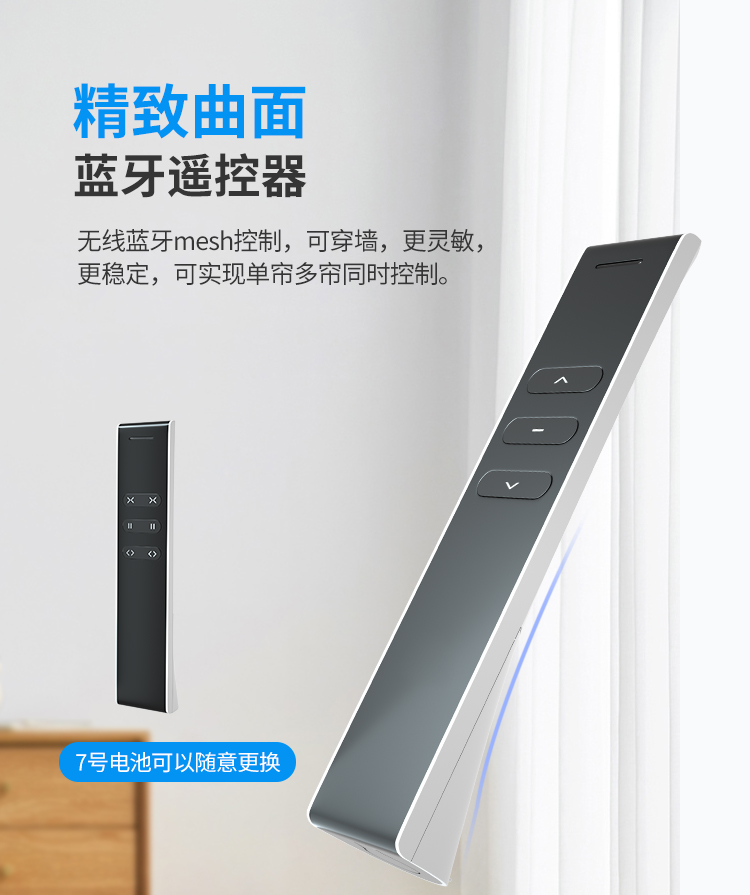 精致曲面
蓝牙遥控器
无线蓝牙mesh控制，可穿墙，更灵敏，
更稳定，可实现单帘多帘同时控制。
7号电池可以随意更换